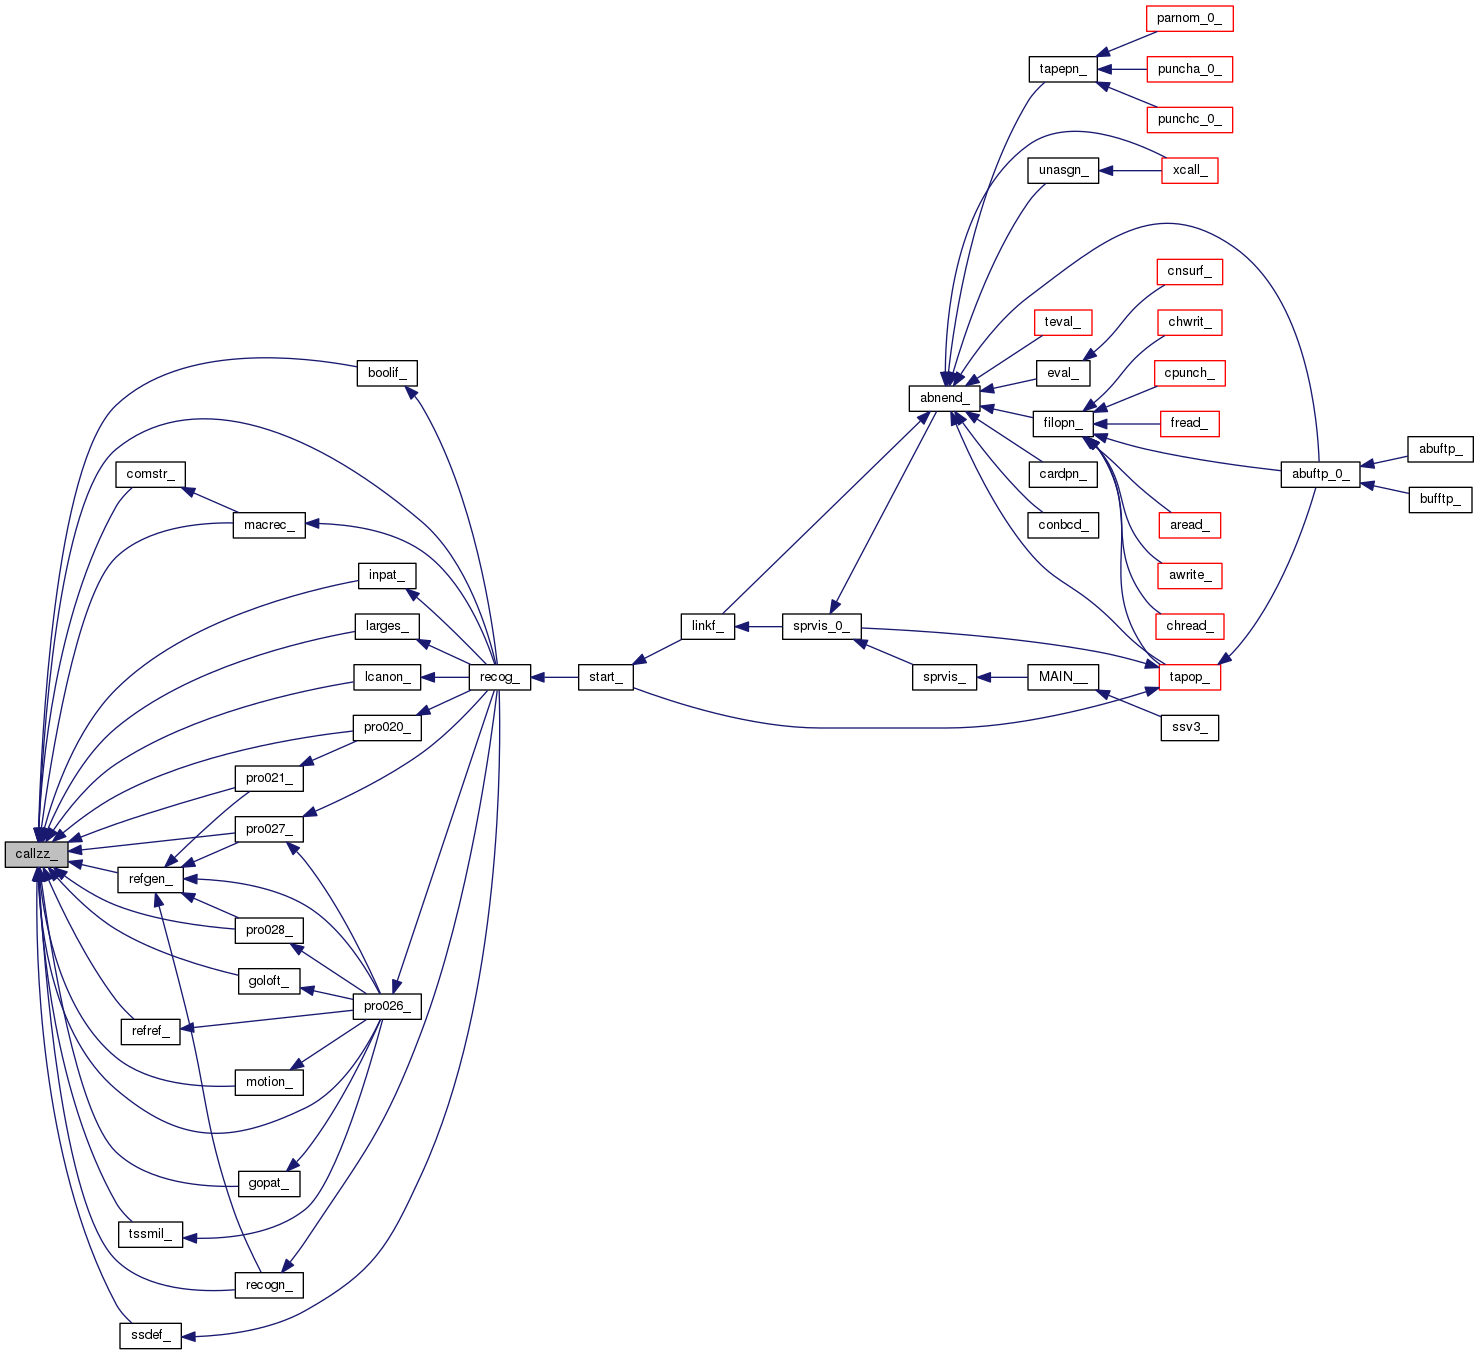 parnom_0_
tapepn_
puncha_0_
punchc_0_
unasgn_
xcall_
cnsurf_
teval_
chwrit_
boolif_
eval_
cpunch_
abnend_
filopn_
fread_
abuftp_
comstr_
cardpn_
abuftp_0_
bufftp_
macrec_
conbcd_
aread_
inpat_
awrite_
larges_
linkf_
sprvis_0_
chread_
lcanon_
recog_
start_
sprvis_
MAIN__
tapop_
pro020_
ssv3_
pro021_
pro027_
callzz_
refgen_
pro028_
goloft_
pro026_
refref_
motion_
gopat_
tssmil_
recogn_
ssdef_